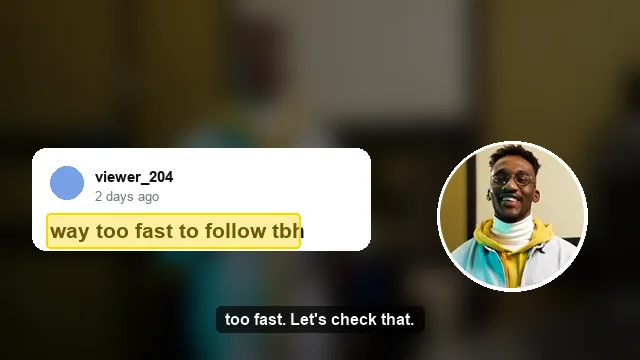 viewer_204
2 days ago
way too fast to follow tbh
too fast. Let's check that.